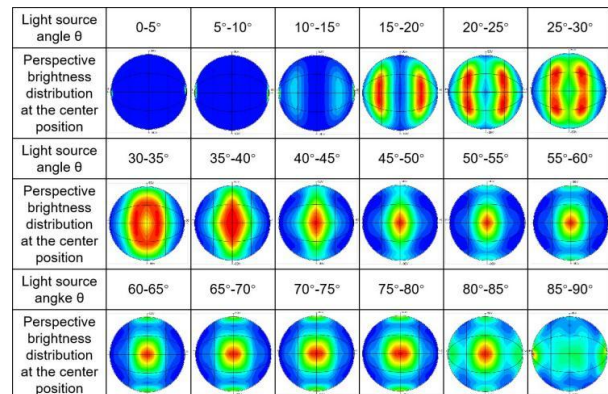 Light source
angle θ
0-5°
5°-10°
10°-15°
15°-20°
20°-25°
25°-30°
Perspective
brightness
distribution
at the center
position
Light source
angle θ
30-35°
35°-40°
40°-45°
45°-50°
50°-55°
55°-60°
Perspective
brightness
distribution
at the center
position
Light source
angke θ
60-65°
65°-70°
70°-75°
75°-80°
80°-85°
85°-90°
Perspective
brightness
distribution
at the center
position